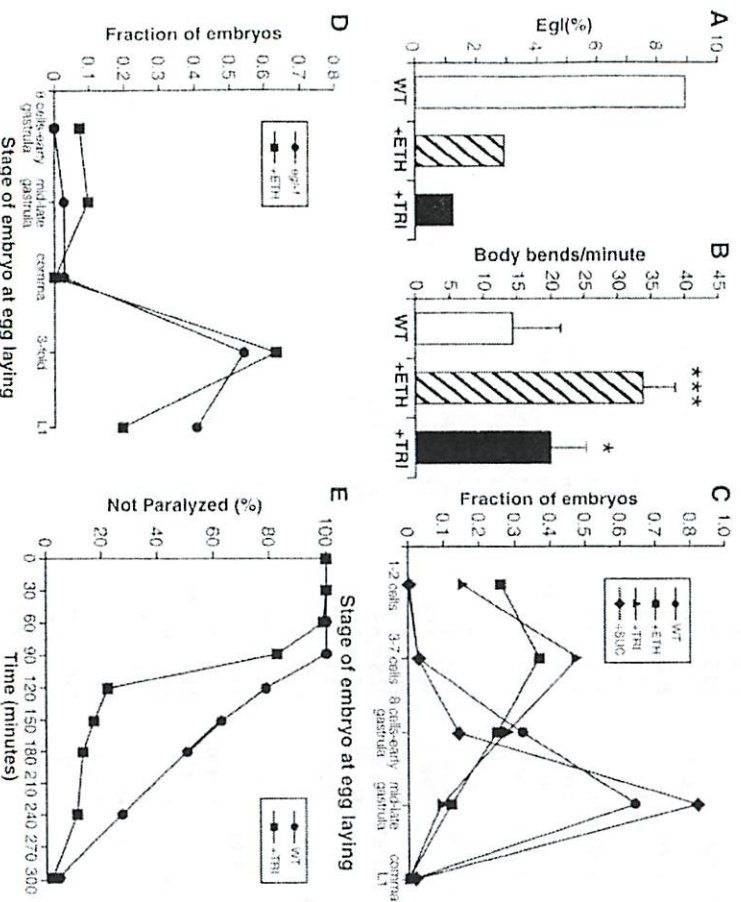 A
Egl(%)
0 2 4 6 8 10
WT
+ETH
+TRI
B
Body bends/minute
0 5 10 15 20 25 30 35 40 45
WT
+ETH
+TRI
***
*
C
Fraction of embryos
0 0.1 0.2 0.3 0.4 0.5 0.6 0.7 0.8 1.0
WT
+ETH
+TRI
+SUC
1-2 cells
3-7 cells
8 cells-early
gastrula
mid-late
gastrula
comma
L1
Stage of embryo at egg laying
D
Fraction of embryos
0 0.1 0.2 0.3 0.4 0.5 0.6 0.7 0.8
egl-1
+ETH
8 cells-early
gastrula
mid-late
gastrula
comma
3-fold
L1
Stage of embryo at egg laying
E
Not Paralyzed (%)
0 20 40 60 80 100
WT
+TRI
0 30 60 90 120 150 180 210 240 270 300
Time (minutes)